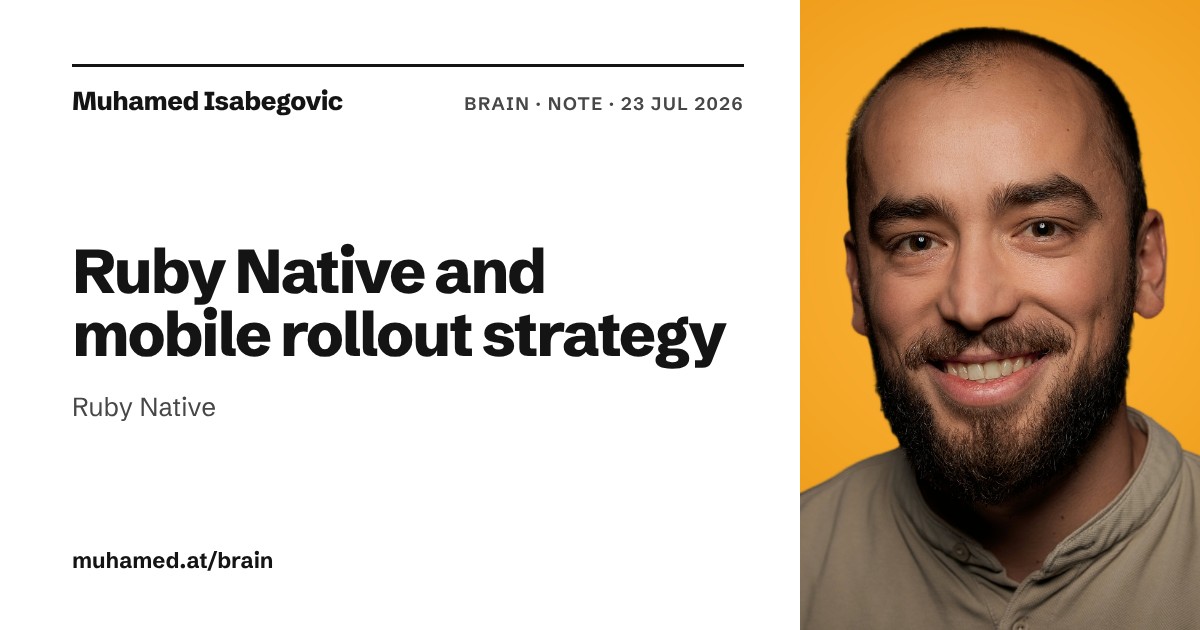 Muhamed Isabegovic
BRAIN · NOTE · 23 JUL 2026
Ruby Native and
mobile rollout strategy
Ruby Native
muhamed.at/brain